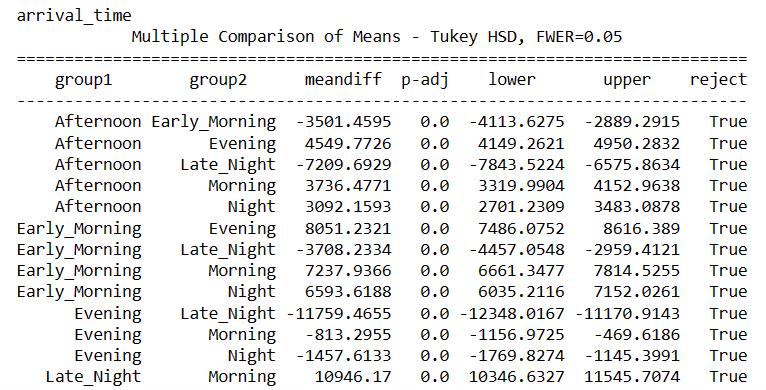 arrival_time
Multiple Comparison of Means - Tukey HSD, FWER=0.05
==========================================================================
group1 group2 meandiff p-adj lower upper reject
--------------------------------------------------------------------------
Afternoon Early_Morning -3501.4595 0.0 -4113.6275 -2889.2915 True
Afternoon Evening 4549.7726 0.0 4149.2621 4950.2832 True
Afternoon Late_Night -7209.6929 0.0 -7843.5224 -6575.8634 True
Afternoon Morning 3736.4771 0.0 3319.9904 4152.9638 True
Afternoon Night 3092.1593 0.0 2701.2309 3483.0878 True
Early_Morning Evening 8051.2321 0.0 7486.0752 8616.389 True
Early_Morning Late_Night -3708.2334 0.0 -4457.0548 -2959.4121 True
Early_Morning Morning 7237.9366 0.0 6661.3477 7814.5255 True
Early_Morning Night 6593.6188 0.0 6035.2116 7152.0261 True
Evening Late_Night -11759.4655 0.0 -12348.0167 -11170.9143 True
Evening Morning -813.2955 0.0 -1156.9725 -469.6186 True
Evening Night -1457.6133 0.0 -1769.8274 -1145.3991 True
Late_Night Morning 10946.17 0.0 10346.6327 11545.7074 True